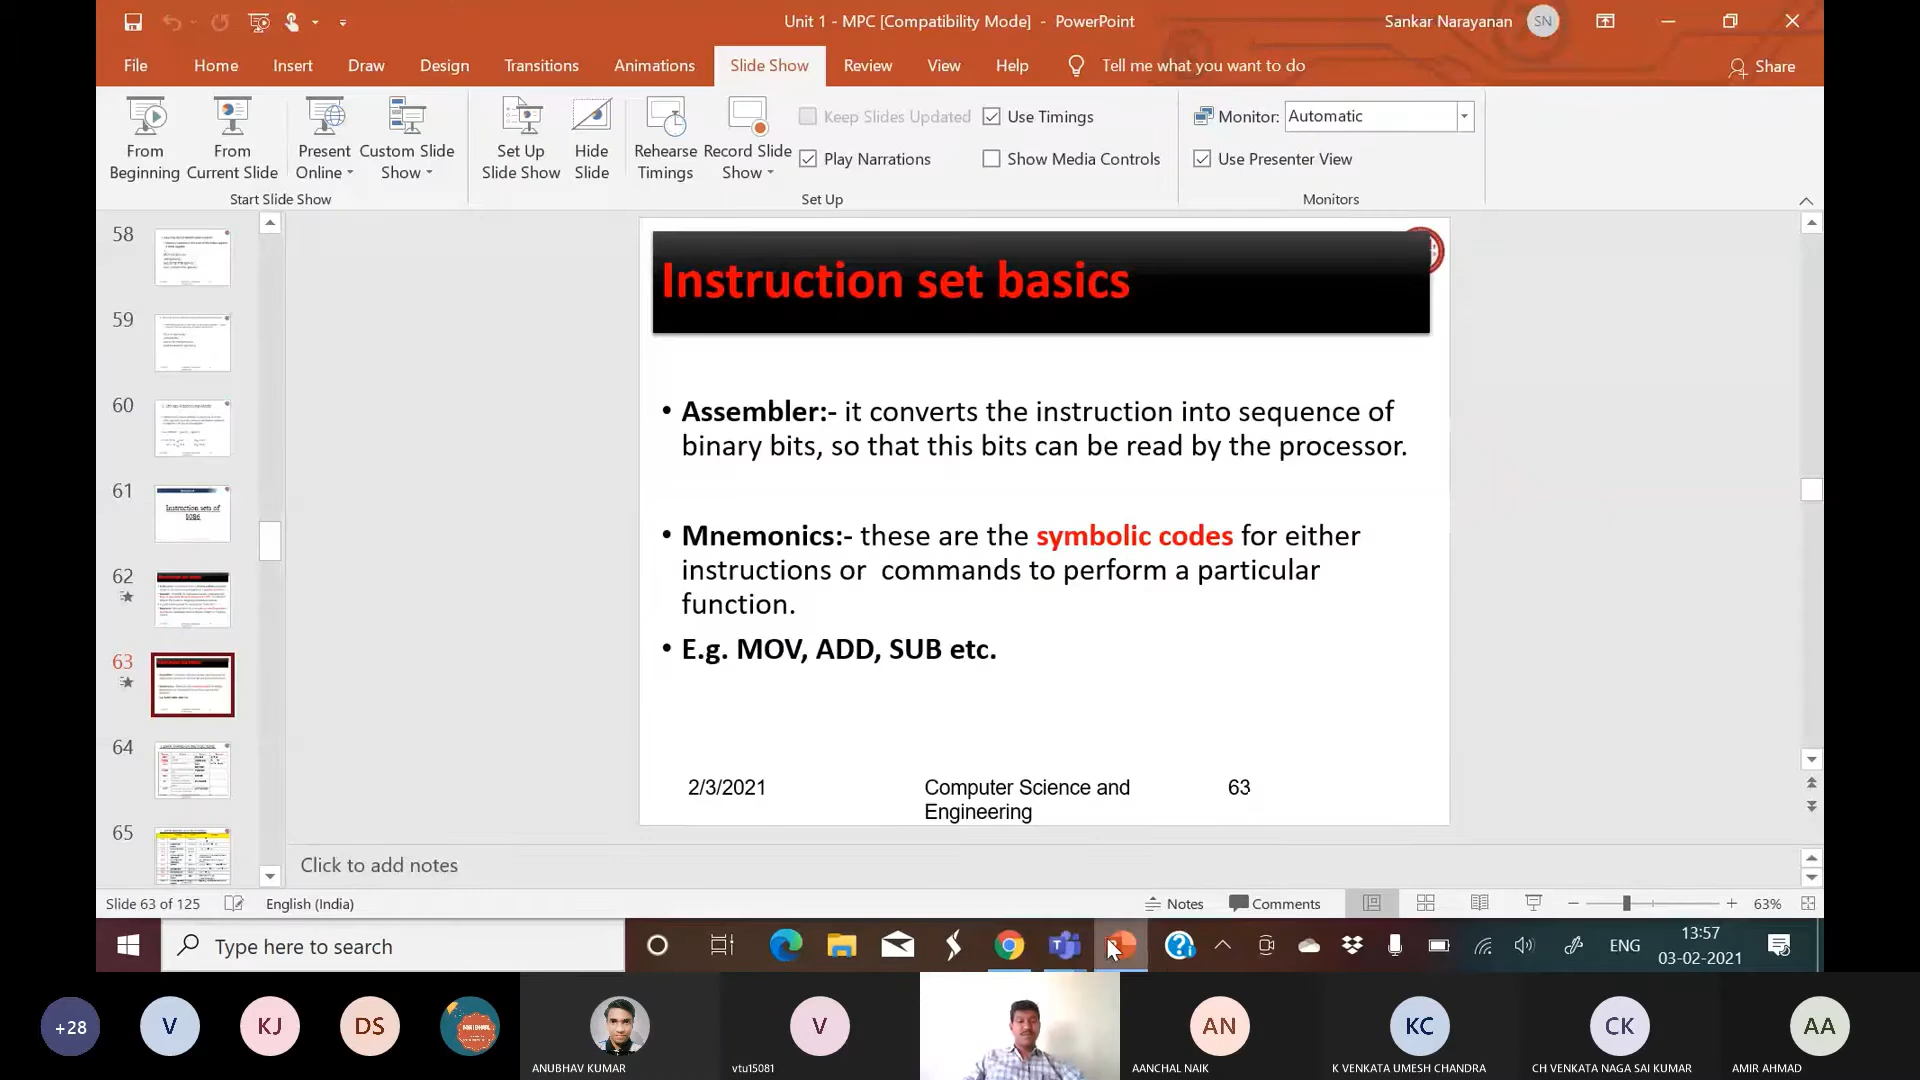 Unit 1 - MPC [Compatibility Mode] - PowerPoint
Sankar Narayanan
SN
File Home Insert Draw Design Transitions Animations Slide Show Review View Help Tell me what you want to do
Share
From Beginning
From Current Slide
Present Online
Custom Slide Show
Set Up Slide Show
Hide Slide
Rehearse Timings
Record Slide Show
Keep Slides Updated
Use Timings
Play Narrations
Show Media Controls
Monitor: Automatic
Use Presenter View
Start Slide Show
Set Up
Monitors
58
59
60
61
Instruction sets of
8086
62
63
64
65
Instruction set basics
• Assembler:- it converts the instruction into sequence of
binary bits, so that this bits can be read by the processor.
• Mnemonics:- these are the symbolic codes for either
instructions or commands to perform a particular
function.
• E.g. MOV, ADD, SUB etc.
2/3/2021
Computer Science and
Engineering
63
Click to add notes
Slide 63 of 125
English (India)
Notes
Comments
63%
Type here to search
ENG
13:57
03-02-2021
+28
V
KJ
DS
ANUBHAV KUMAR
V
vtu15081
AN
AANCHAL NAIK
KC
K VENKATA UMESH CHANDRA
CK
CH VENKATA NAGA SAI KUMAR
AA
AMIR AHMAD